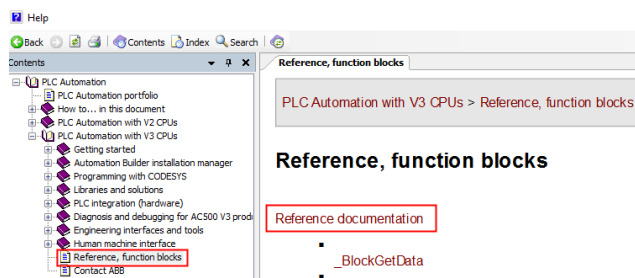 Help
Back Contents Index Search
Contents
PLC Automation
PLC Automation portfolio
How to... in this document
PLC Automation with V2 CPUs
PLC Automation with V3 CPUs
Getting started
Automation Builder installation manager
Programming with CODESYS
Libraries and solutions
PLC integration (hardware)
Diagnosis and debugging for AC500 V3 prod
Engineering interfaces and tools
Human machine interface
Reference, function blocks
Contact ABB
Reference, function blocks
PLC Automation with V3 CPUs > Reference, function blocks
Reference, function blocks
Reference documentation
_BlockGetData